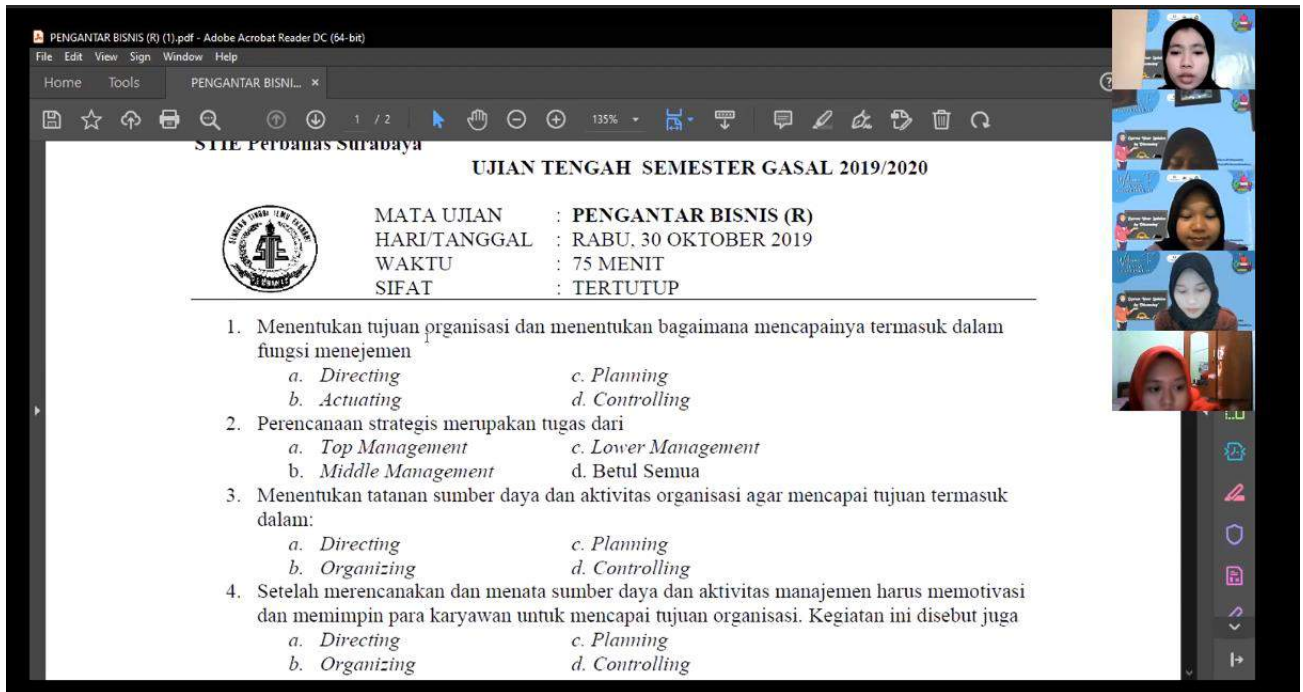 PENGANTAR BISNIS (R) (1).pdf - Adobe Acrobat Reader DC (64-bit)
File Edit View Sign Window Help
Home Tools PENGANTAR BISNI... ×
1 / 2 135%
STIE Perbanas Surabaya
UJIAN TENGAH SEMESTER GASAL 2019/2020
MATA UJIAN : PENGANTAR BISNIS (R)
HARI/TANGGAL : RABU, 30 OKTOBER 2019
WAKTU : 75 MENIT
SIFAT : TERTUTUP
1. Menentukan tujuan organisasi dan menentukan bagaimana mencapainya termasuk dalam
fungsi menejemen
a. Directing c. Planning
b. Actuating d. Controlling
2. Perencanaan strategis merupakan tugas dari
a. Top Management c. Lower Management
b. Middle Management d. Betul Semua
3. Menentukan tatanan sumber daya dan aktivitas organisasi agar mencapai tujuan termasuk
dalam:
a. Directing c. Planning
b. Organizing d. Controlling
4. Setelah merencanakan dan menata sumber daya dan aktivitas manajemen harus memotivasi
dan memimpin para karyawan untuk mencapai tujuan organisasi. Kegiatan ini disebut juga
a. Directing c. Planning
b. Organizing d. Controlling